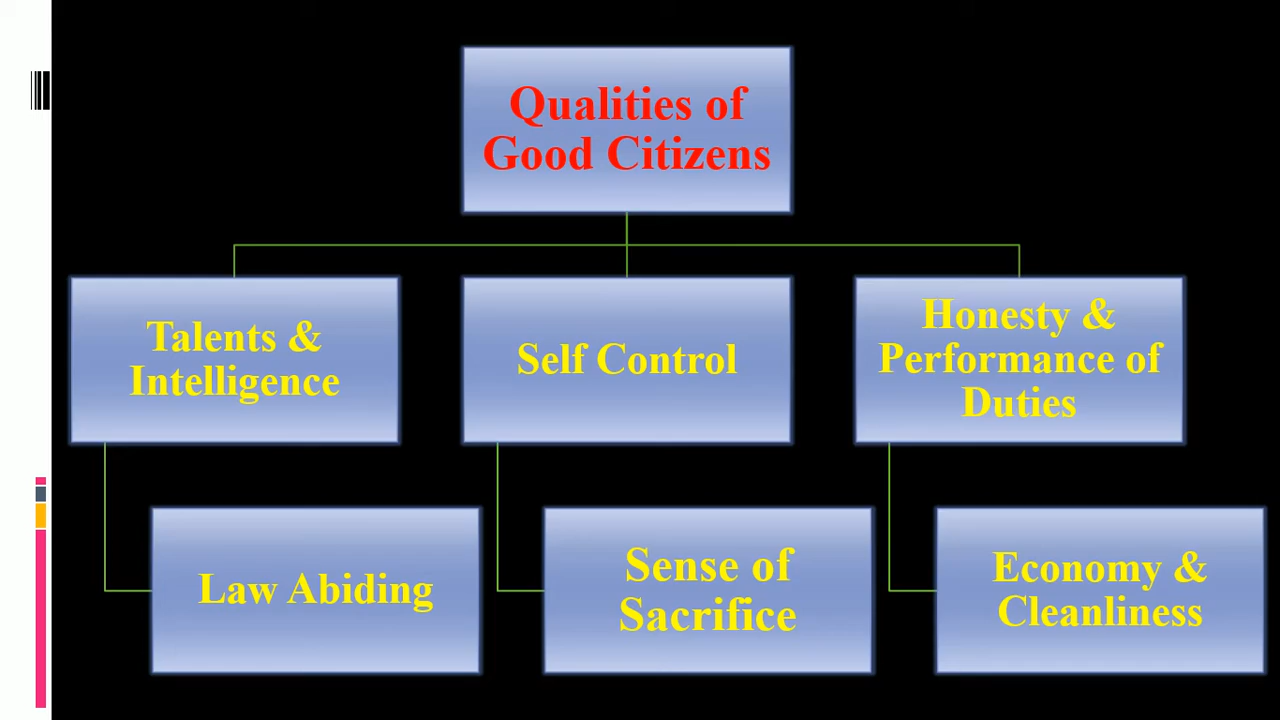 Qualities of
Good Citizens
Talents &
Intelligence
Self Control
Honesty &
Performance of
Duties
Law Abiding
Sense of
Sacrifice
Economy &
Cleanliness